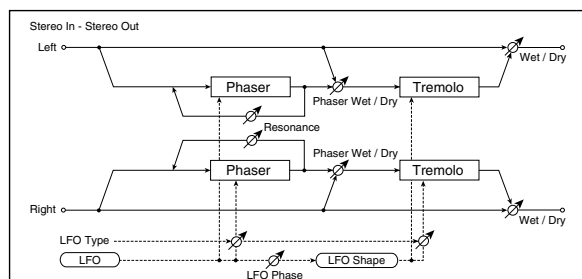 Stereo In - Stereo Out
Left
Wet / Dry
Phaser
Tremolo
Phaser Wet / Dry
Resonance
Phaser Wet / Dry
Phaser
Tremolo
Right
Wet / Dry
LFO Type
LFO
LFO Shape
LFO Phase